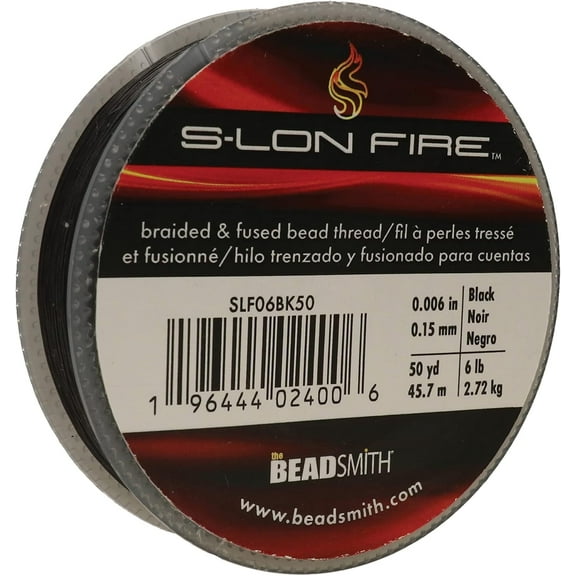 S-LON FIRE™
braided & fused bead thread/fil à perles tressé
et fusionné/hilo trenzado y fusionado para cuentas
SLF06BK50
1 96444 02400 6
0.006 in
0.15 mm
Black
Noir
Negro
50 yd
45.7 m
6 lb
2.72 kg
the BEADSMITH®
www.beadsmith.com